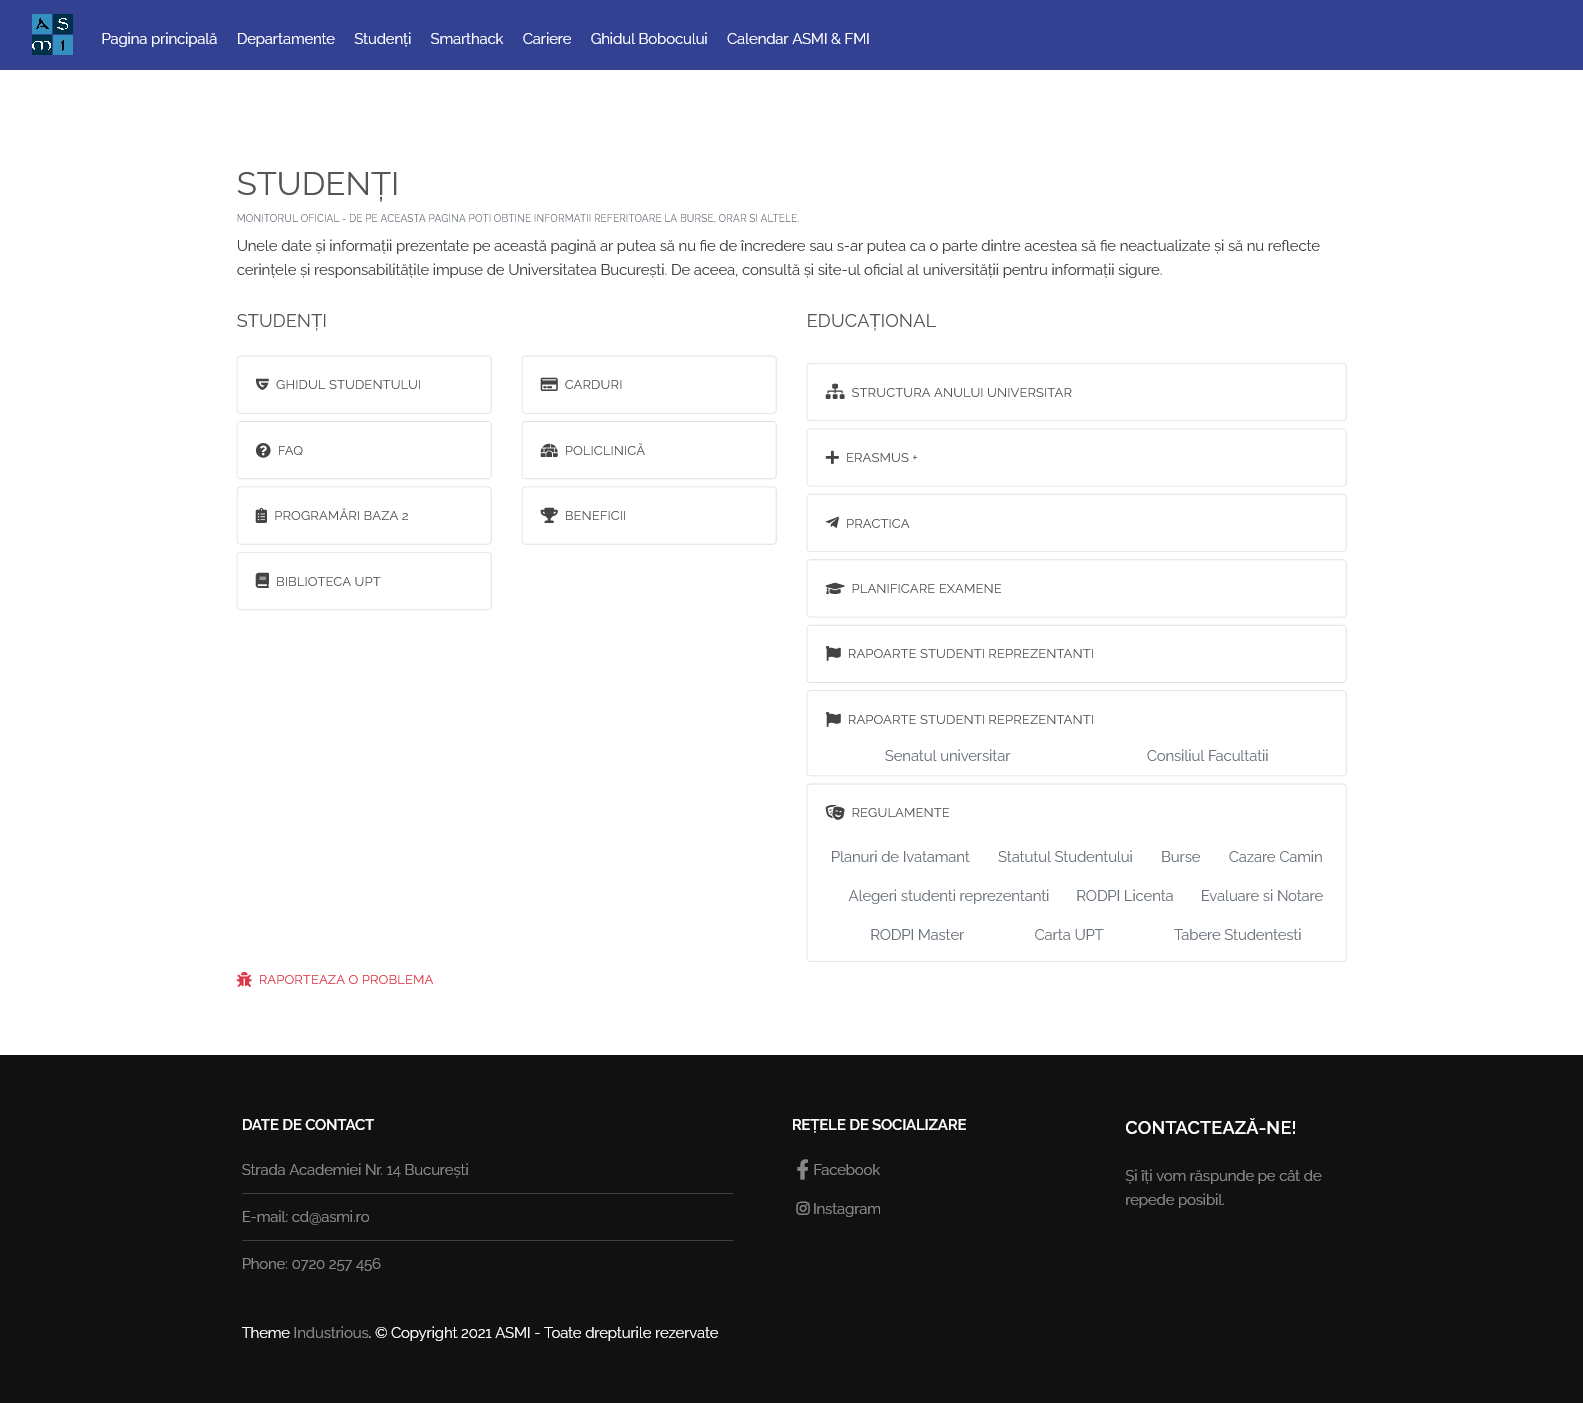 AS
m1
Pagina principală Departamente Studenți Smarthack Cariere Ghidul Bobocului Calendar ASMI & FMI
STUDENȚI
MONITORUL OFICIAL - DE PE ACEASTA PAGINA POTI OBTINE INFORMATII REFERITOARE LA BURSE, ORAR SI ALTELE.
Unele date și informații prezentate pe această pagină ar putea să nu fie de încredere sau s-ar putea ca o parte dintre acestea să fie neactualizate și să nu reflecte
cerințele și responsabilitățile impuse de Universitatea București. De aceea, consultă și site-ul oficial al universității pentru informații sigure.
STUDENȚI
GHIDUL STUDENTULUI
FAQ
PROGRAMĂRI BAZA 2
BIBLIOTECA UPT
CARDURI
POLICLINICĂ
BENEFICII
EDUCAȚIONAL
STRUCTURA ANULUI UNIVERSITAR
ERASMUS +
PRACTICA
PLANIFICARE EXAMENE
RAPOARTE STUDENTI REPREZENTANTI
RAPOARTE STUDENTI REPREZENTANTI
Senatul universitar Consiliul Facultatii
REGULAMENTE
Planuri de Ivatamant Statutul Studentului Burse Cazare Camin
Alegeri studenti reprezentanti RODPI Licenta Evaluare si Notare
RODPI Master Carta UPT Tabere Studentesti
RAPORTEAZA O PROBLEMA
DATE DE CONTACT
Strada Academiei Nr. 14 București
E-mail: cd@asmi.ro
Phone: 0720 257 456
REȚELE DE SOCIALIZARE
Facebook
Instagram
CONTACTEAZĂ-NE!
Și îți vom răspunde pe cât de
repede posibil.
Theme Industrious. © Copyright 2021 ASMI - Toate drepturile rezervate